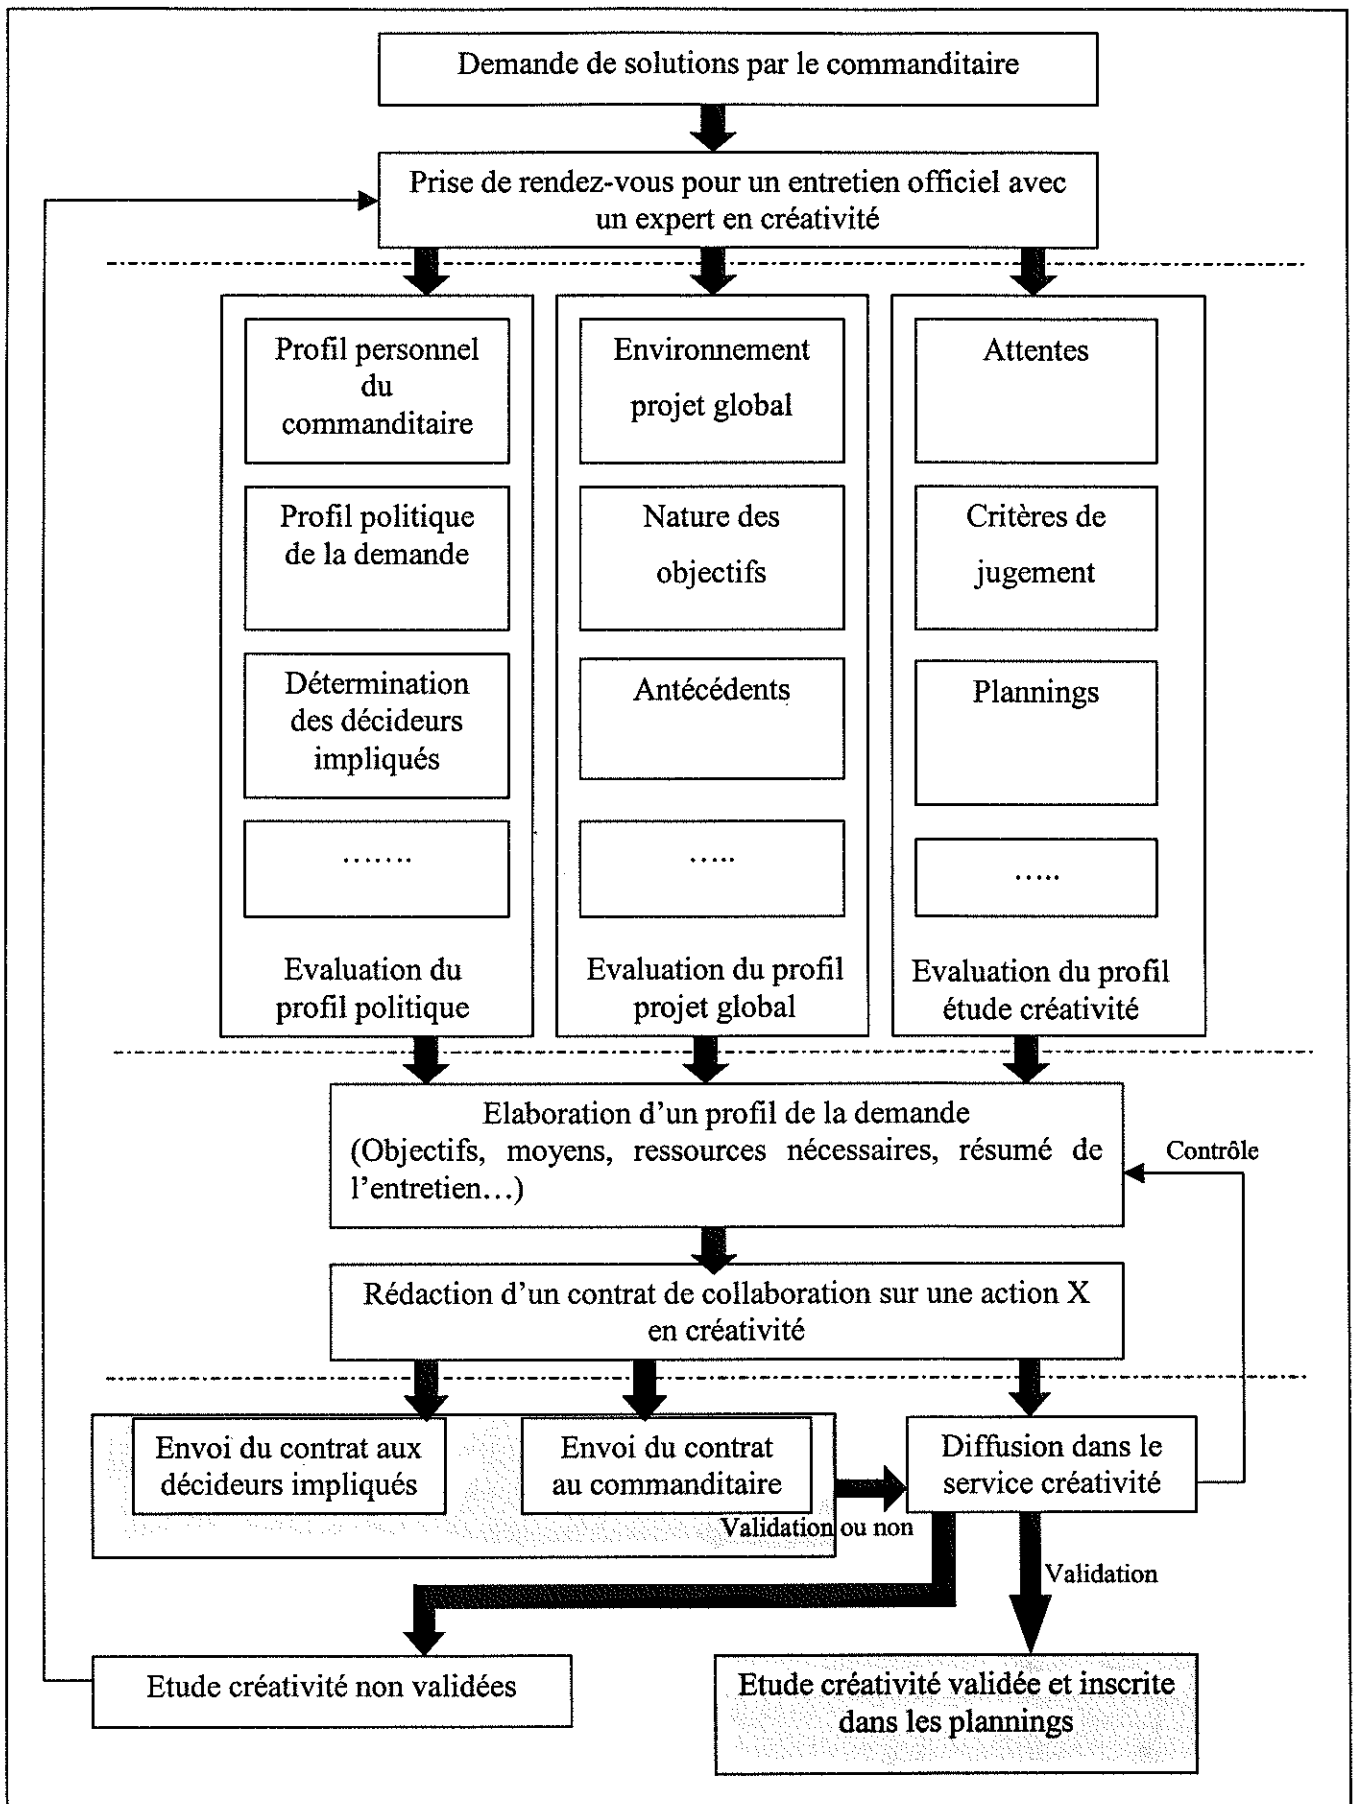 Demande de solutions par le commanditaire
Prise de rendez-vous pour un entretien officiel avec
un expert en créativité
Profil personnel
du
commanditaire
Profil politique
de la demande
Détermination
des décideurs
impliqués
…….
Evaluation du
profil politique
Environnement
projet global
Nature des
objectifs
Antécédents
…..
Evaluation du profil
projet global
Attentes
Critères de
jugement
Plannings
…..
Evaluation du profil
étude créativité
Elaboration d’un profil de la demande
(Objectifs, moyens, ressources nécessaires, résumé de
l’entretien…)
Contrôle
Rédaction d’un contrat de collaboration sur une action X
en créativité
Envoi du contrat aux
décideurs impliqués
Envoi du contrat
au commanditaire
Diffusion dans le
service créativité
Validation ou non
Validation
Etude créativité non validées
Etude créativité validée et inscrite
dans les plannings